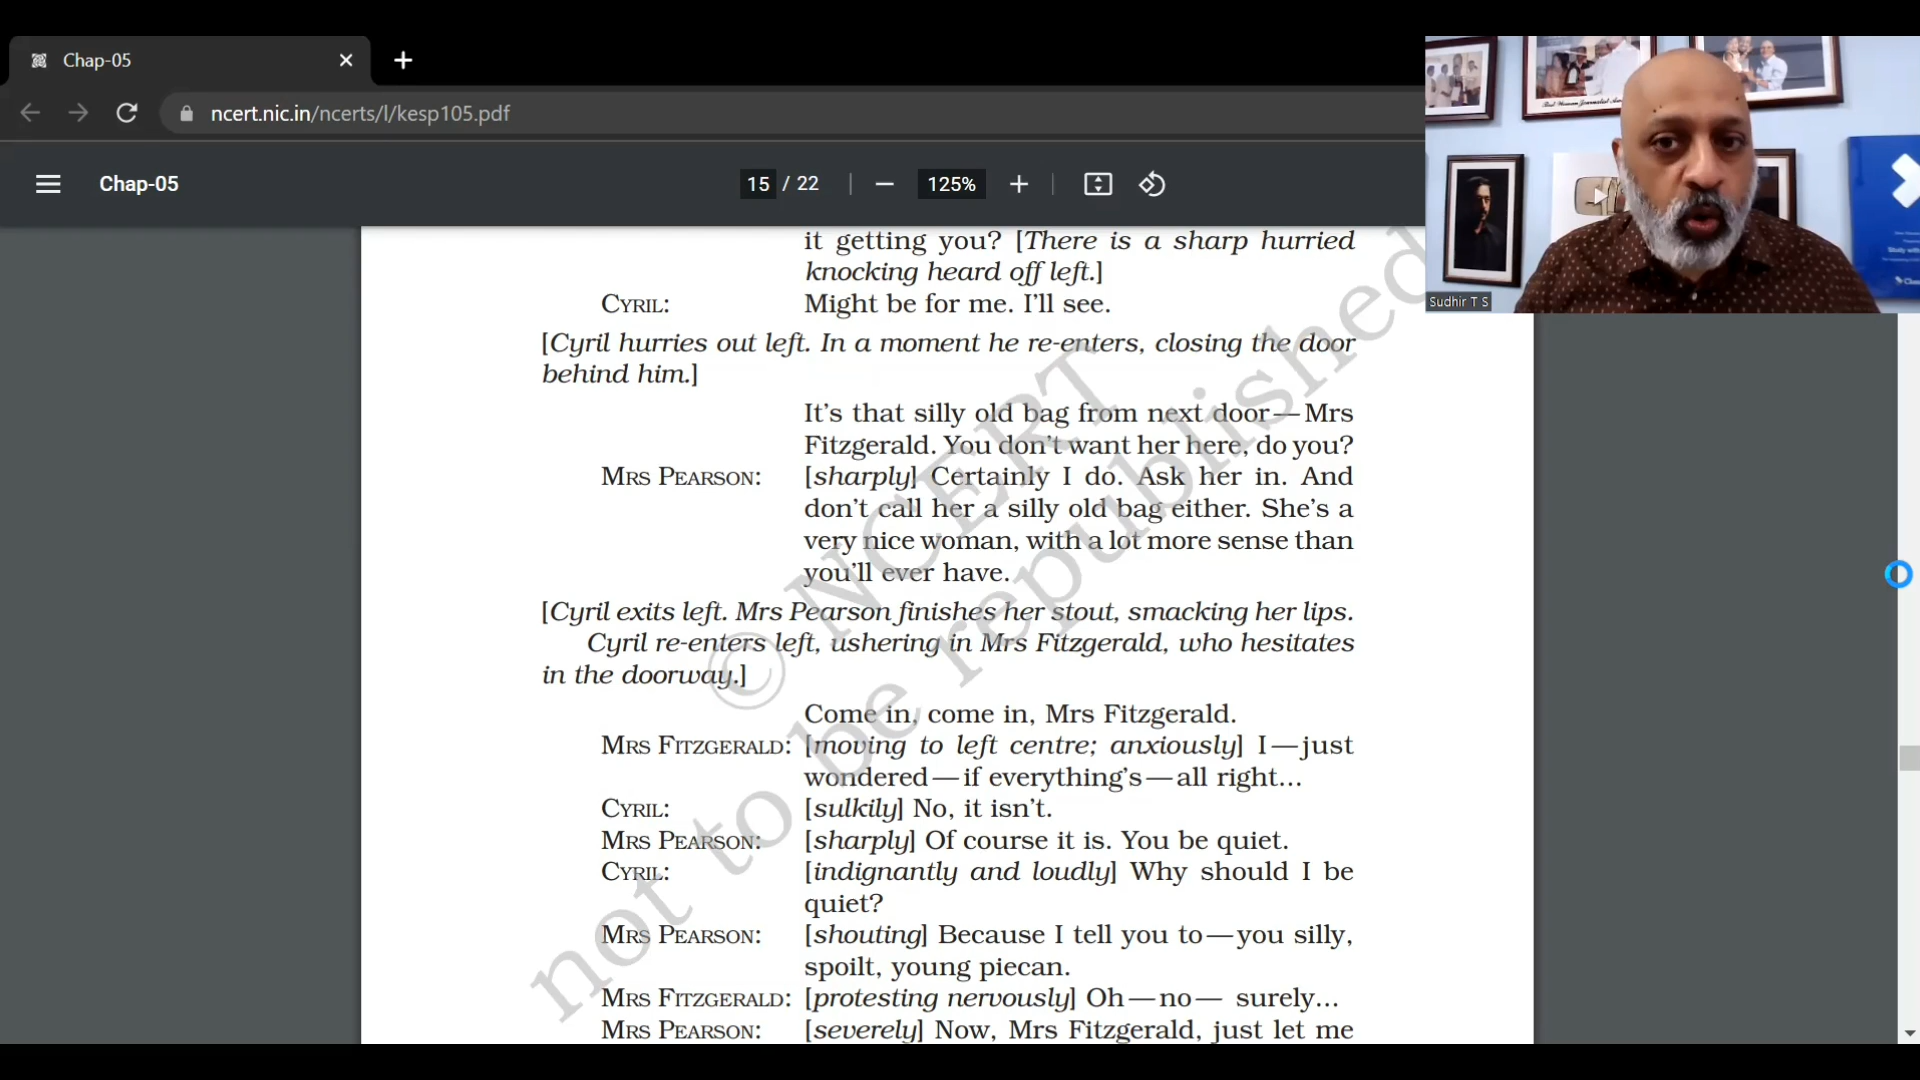 Chap-05
ncert.nic.in/ncerts/l/kesp105.pdf
Chap-05
15 / 22
125%
Sudhir T S
it getting you? [There is a sharp hurried
knocking heard off left.]
CYRIL: Might be for me. I'll see.
[Cyril hurries out left. In a moment he re-enters, closing the door
behind him.]
It's that silly old bag from next door—Mrs
Fitzgerald. You don't want her here, do you?
MRS PEARSON: [sharply] Certainly I do. Ask her in. And
don't call her a silly old bag either. She's a
very nice woman, with a lot more sense than
you'll ever have.
[Cyril exits left. Mrs Pearson finishes her stout, smacking her lips.
Cyril re-enters left, ushering in Mrs Fitzgerald, who hesitates
in the doorway.]
Come in, come in, Mrs Fitzgerald.
MRS FITZGERALD: [moving to left centre; anxiously] I—just
wondered—if everything's—all right...
CYRIL: [sulkily] No, it isn't.
MRS PEARSON: [sharply] Of course it is. You be quiet.
CYRIL: [indignantly and loudly] Why should I be
quiet?
MRS PEARSON: [shouting] Because I tell you to—you silly,
spoilt, young piecan.
MRS FITZGERALD: [protesting nervously] Oh—no— surely...
MRS PEARSON: [severely] Now, Mrs Fitzgerald, just let me
© NCERT
not to be republished